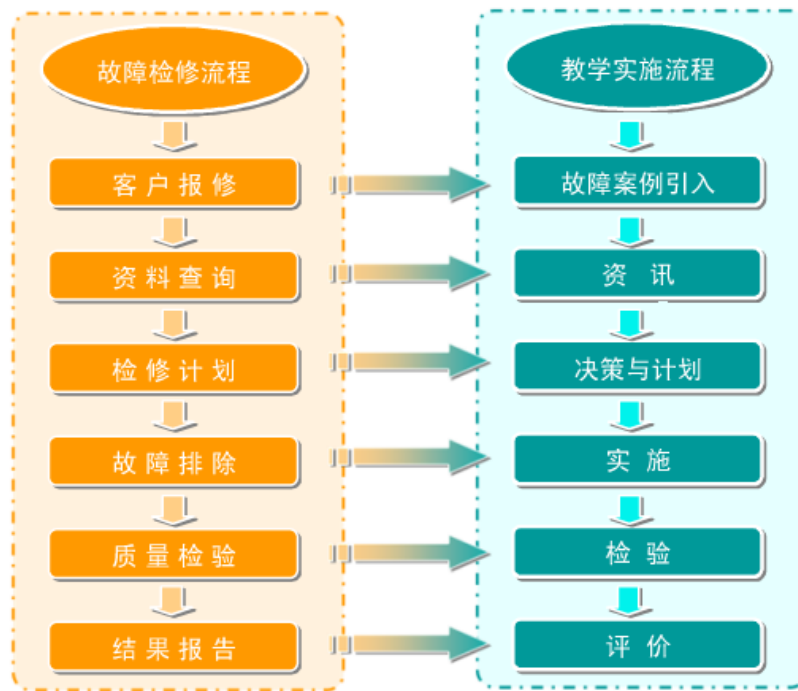 故障检修流程
客户报修
资料查询
检修计划
故障排除
质量检验
结果报告
教学实施流程
故障案例引入
资讯
决策与计划
实施
检验
评价